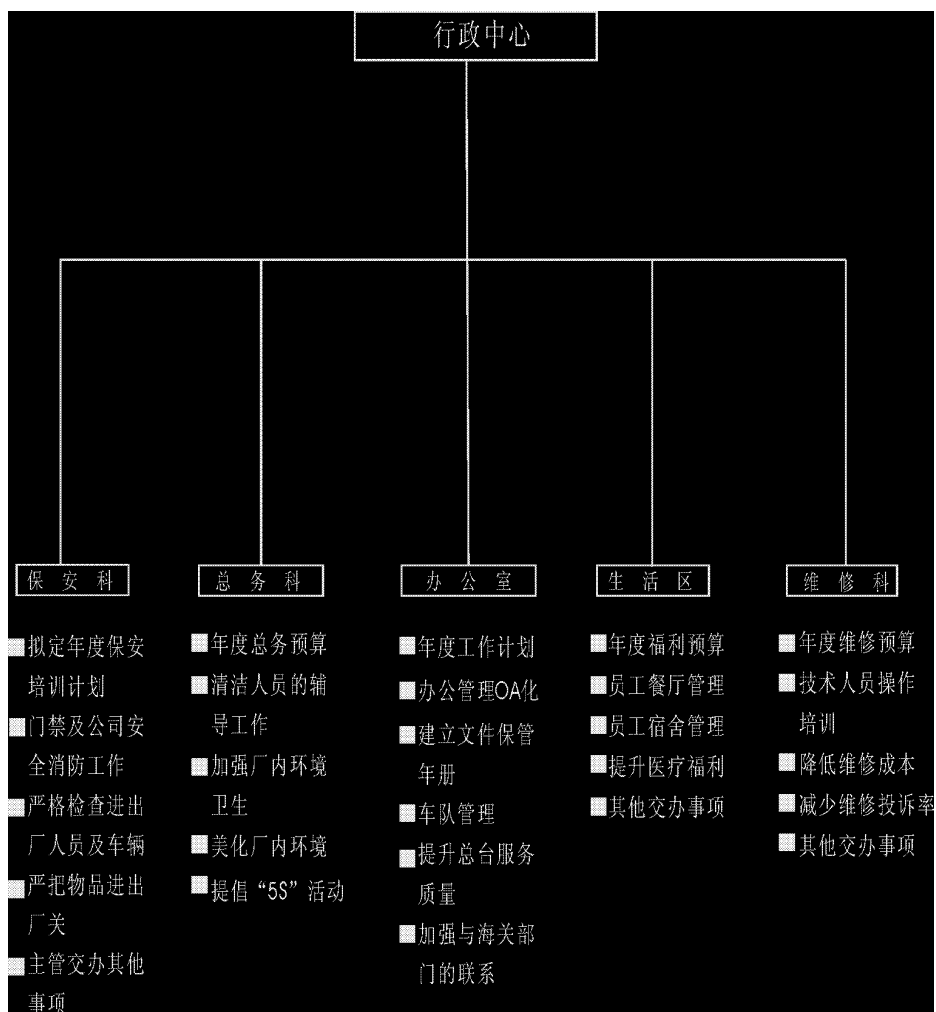 行政中心
保安科
拟定年度保安
培训计划
门禁及公司安
全消防工作
严格检查进出
厂人员及车辆
严把物品进出
厂关
主管交办其他
事项
总务科
年度总务预算
清洁人员的辅
导工作
加强厂内环境
卫生
美化厂内环境
提倡“5S”活动
办公室
年度工作计划
办公管理OA化
建立文件保管
年册
车队管理
提升总台服务
质量
加强与海关部
门的联系
生活区
年度福利预算
员工餐厅管理
员工宿舍管理
提升医疗福利
其他交办事项
维修科
年度维修预算
技术人员操作
培训
降低维修成本
减少维修投诉率
其他交办事项